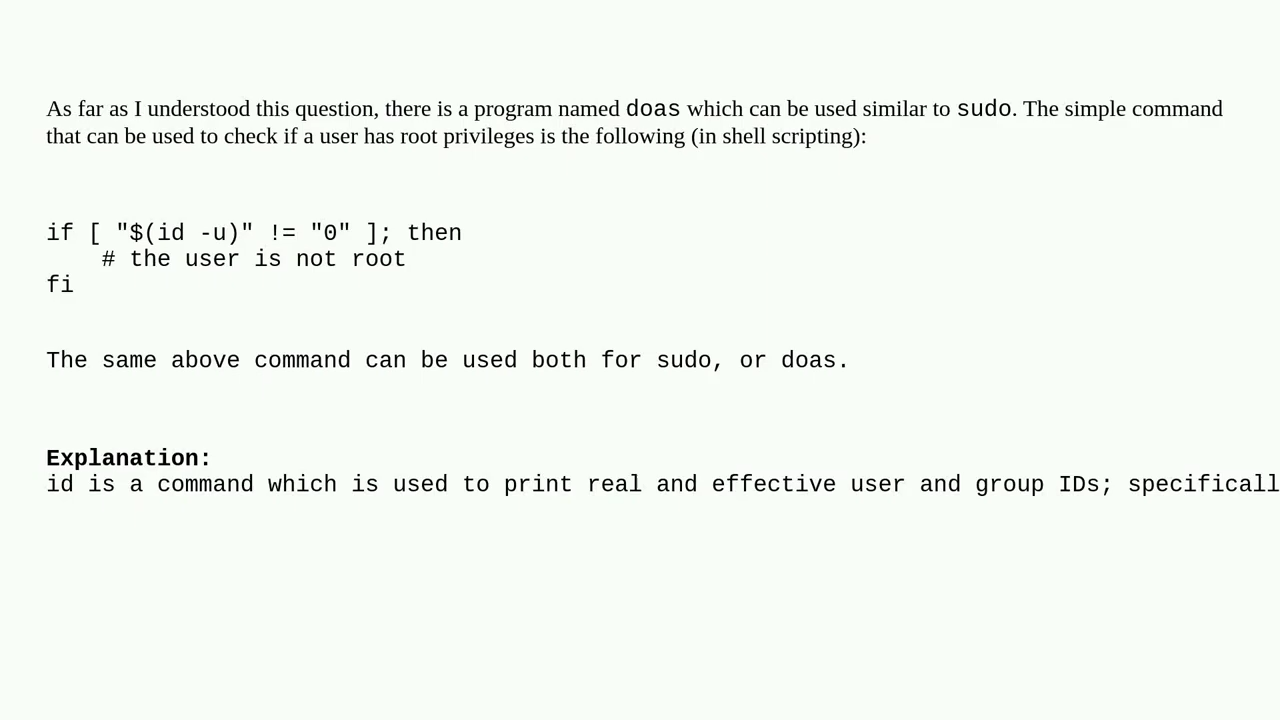 As far as I understood this question, there is a program named doas which can be used similar to sudo. The simple command
that can be used to check if a user has root privileges is the following (in shell scripting):
if [ "$(id -u)" != "0" ]; then
    # the user is not root
fi
The same above command can be used both for sudo, or doas.
Explanation:
id is a command which is used to print real and effective user and group IDs; specificall